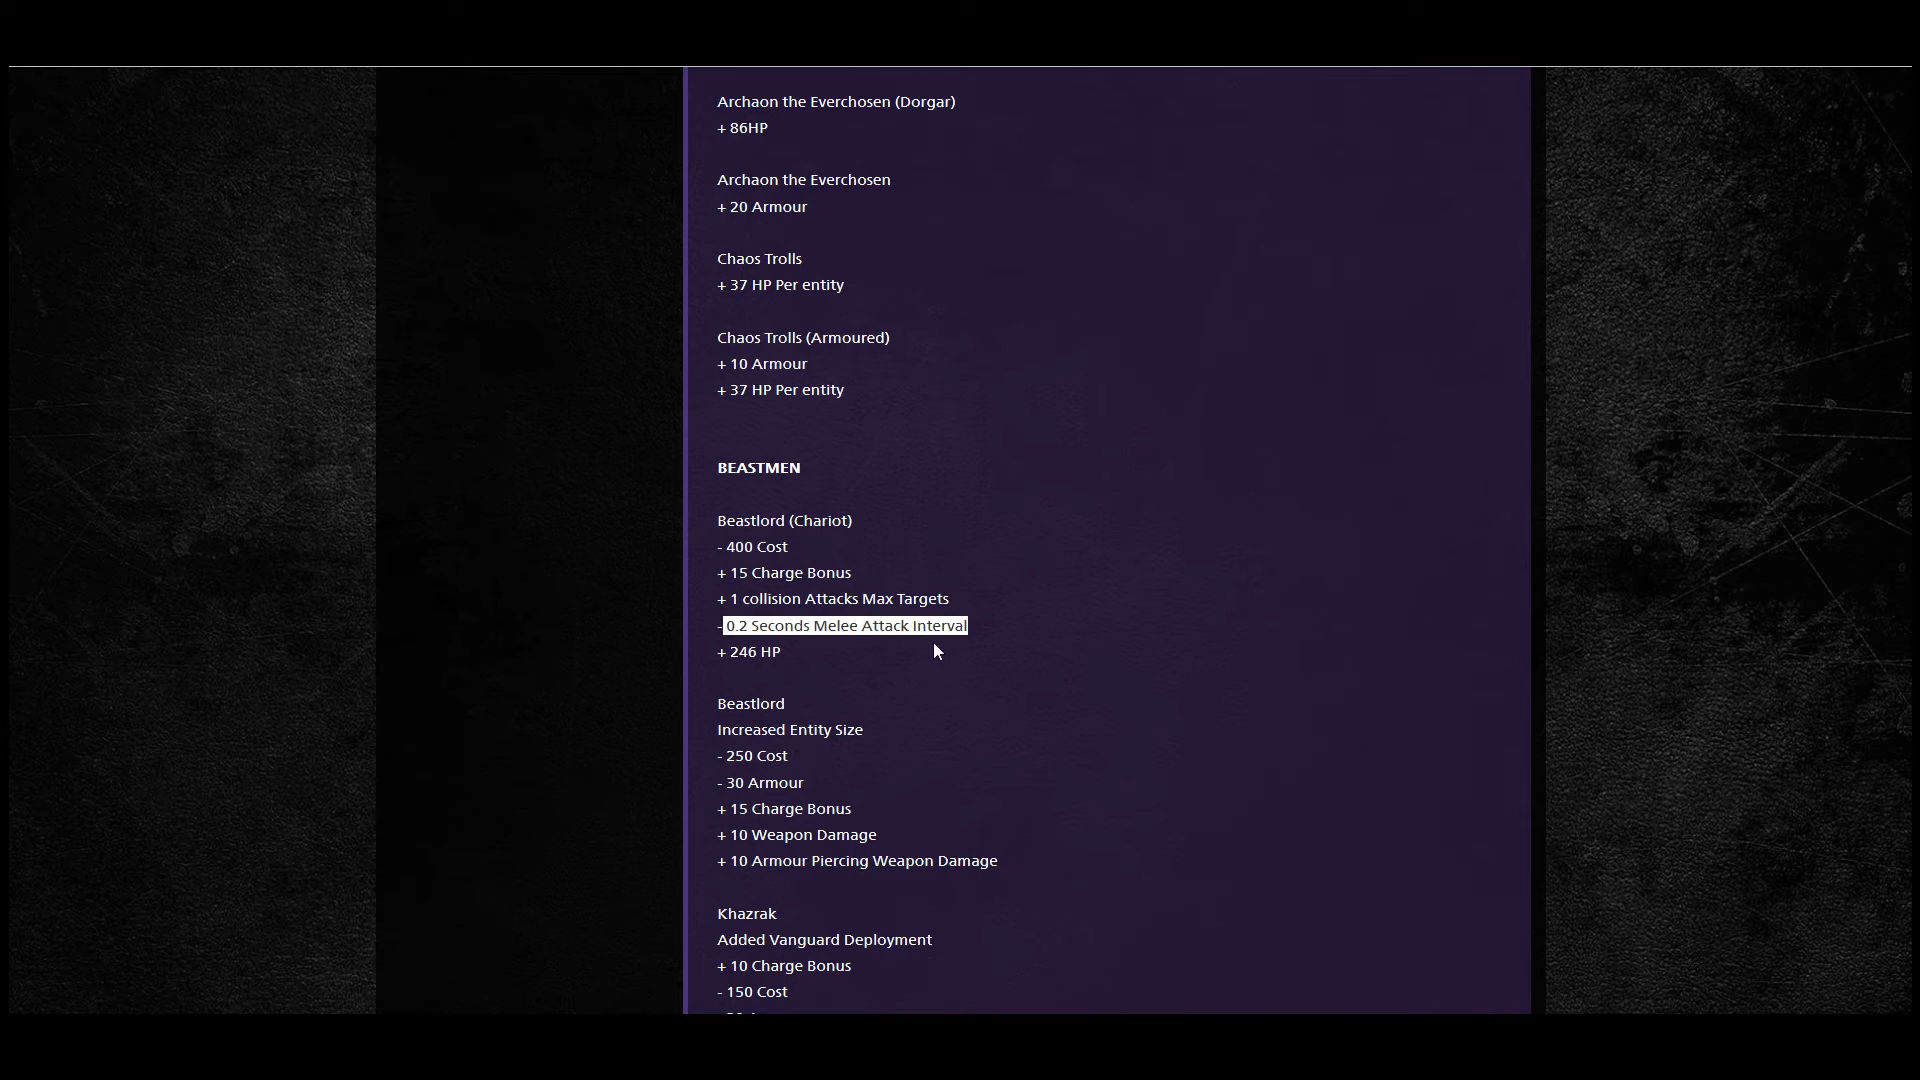 Archaon the Everchosen (Dorgar)
+ 86HP
Archaon the Everchosen
+ 20 Armour
Chaos Trolls
+ 37 HP Per entity
Chaos Trolls (Armoured)
+ 10 Armour
+ 37 HP Per entity
BEASTMEN
Beastlord (Chariot)
- 400 Cost
+ 15 Charge Bonus
+ 1 collision Attacks Max Targets
- 0.2 Seconds Melee Attack Interval
+ 246 HP
Beastlord
Increased Entity Size
- 250 Cost
- 30 Armour
+ 15 Charge Bonus
+ 10 Weapon Damage
+ 10 Armour Piercing Weapon Damage
Khazrak
Added Vanguard Deployment
+ 10 Charge Bonus
- 150 Cost